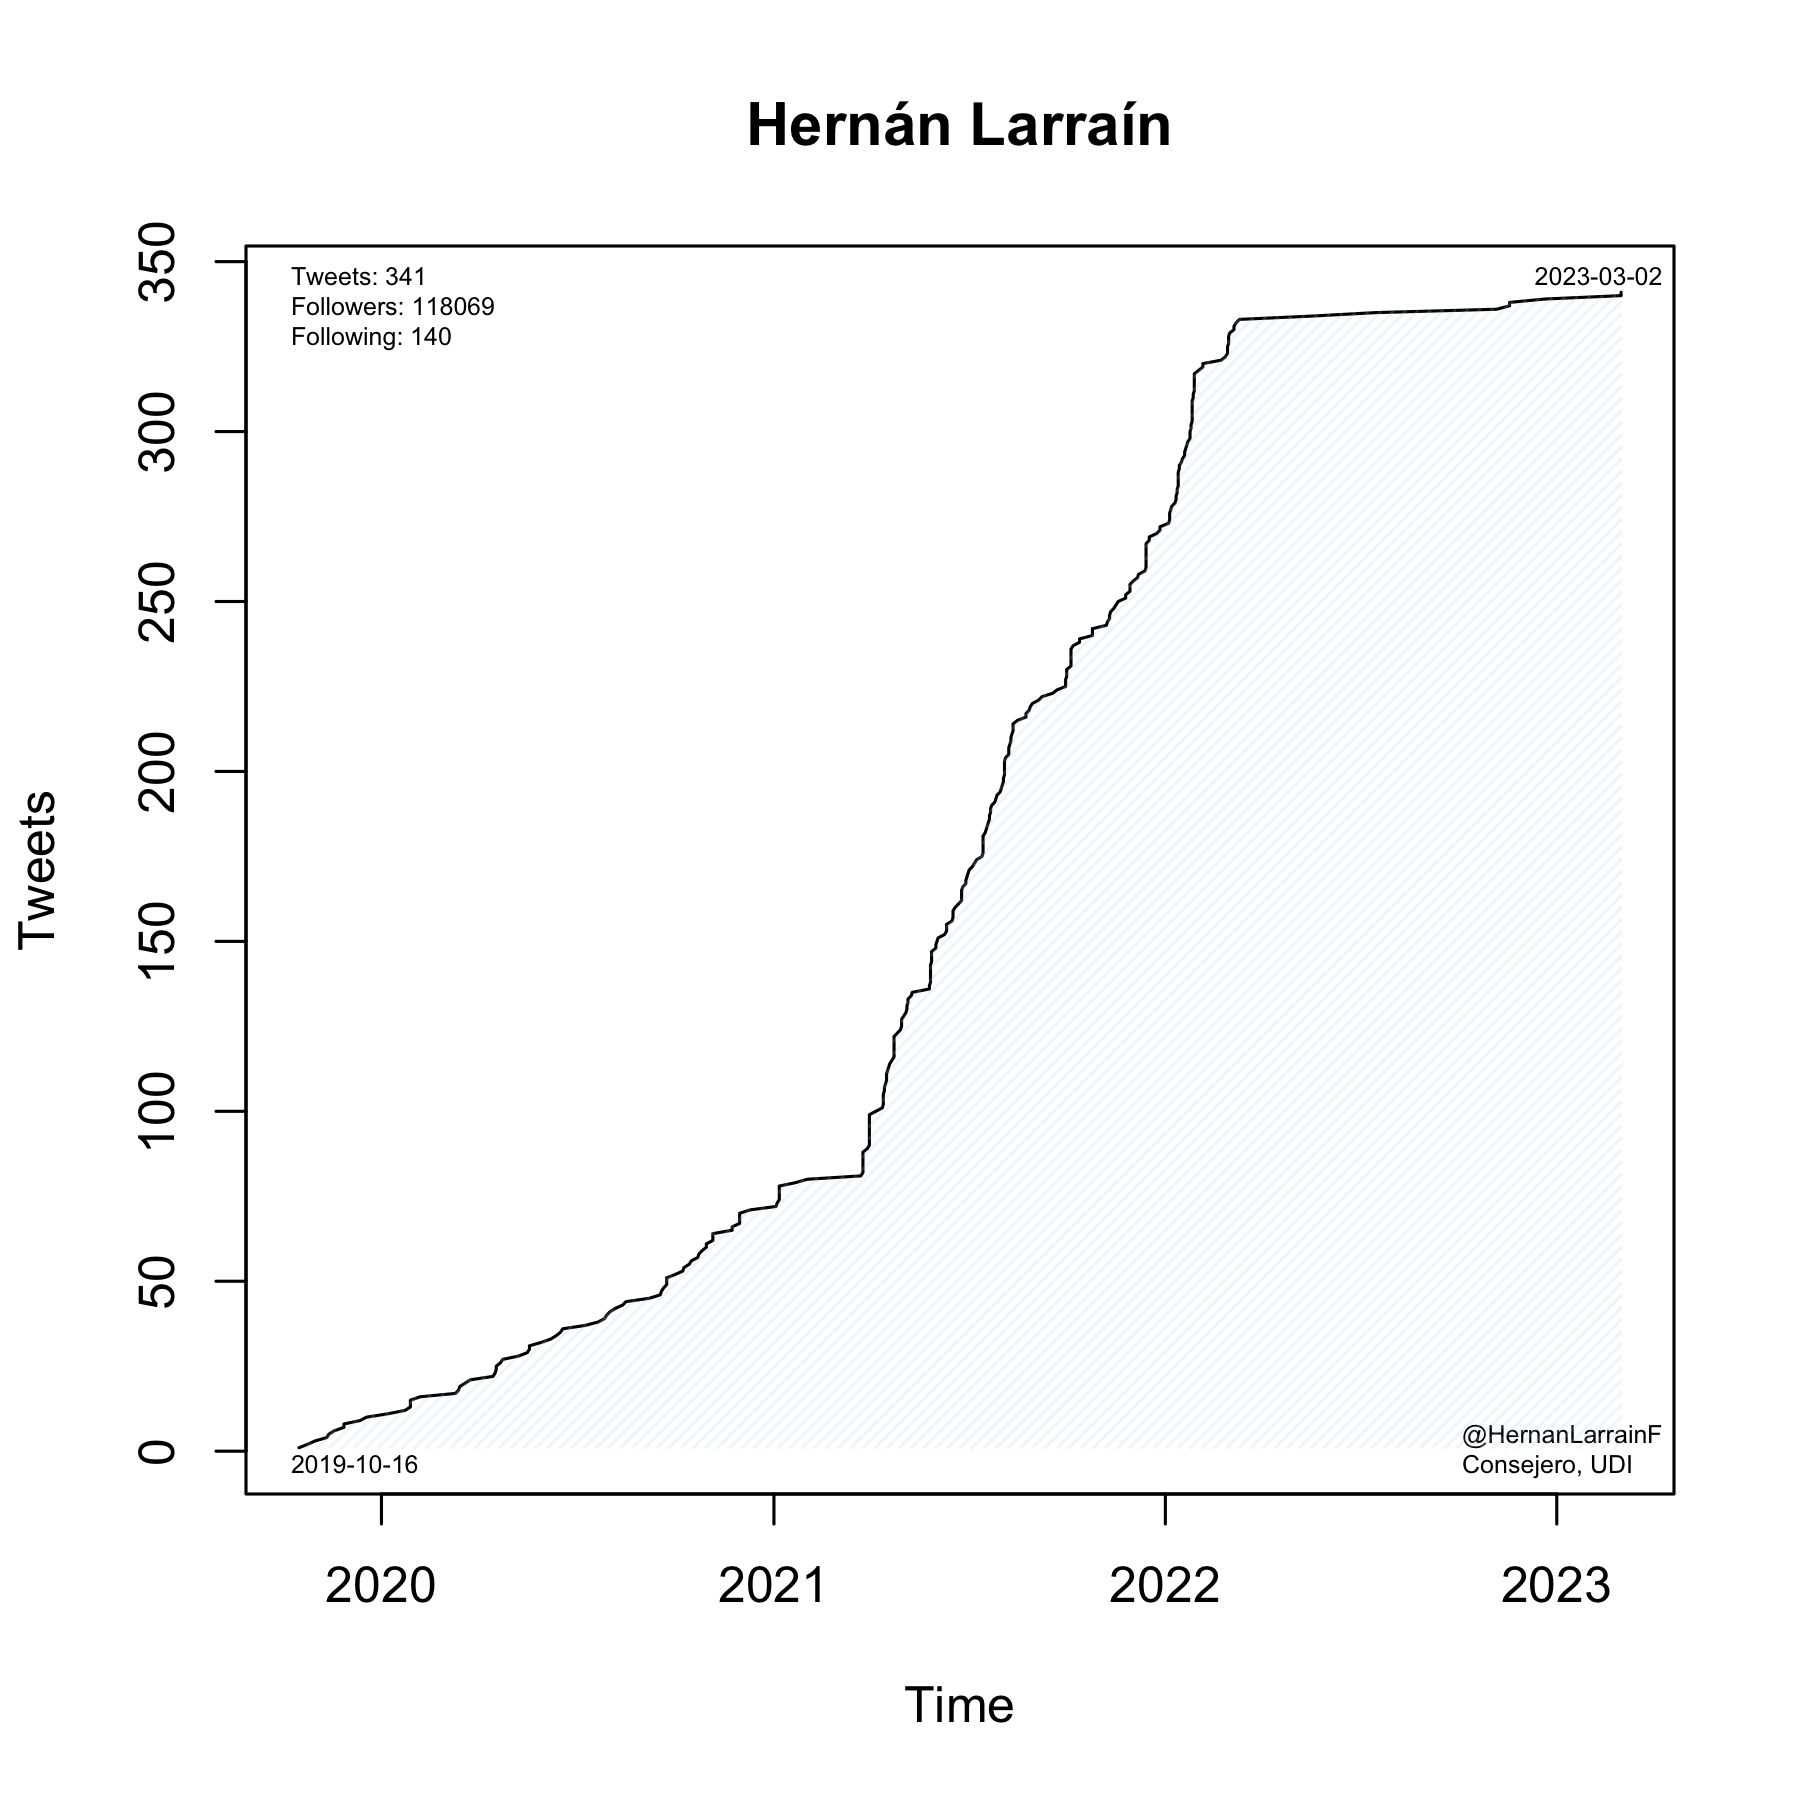 Hernán Larraín
Tweets: 341
Followers: 118069
Following: 140
2023-03-02
350
300
250
200
150
100
50
0
Tweets
2019-10-16
@HernanLarrainF
Consejero, UDI
2020
2021
2022
2023
Time